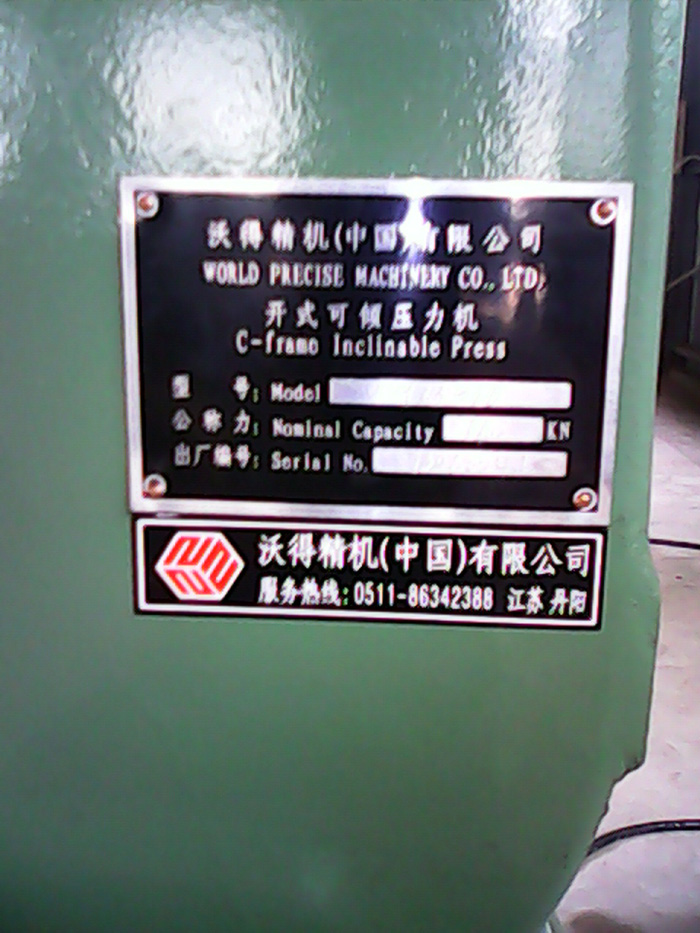 沃得精机(中国)有限公司
WORLD PRECISE MACHINERY CO., LTD.
开式可倾压力机
C-frame Inclinable Press
型 号: Model
公 称 力: Nominal Capacity KN
出厂编号: Serial No.
沃得精机(中国)有限公司
服务热线:0511-86342388 江苏 丹阳